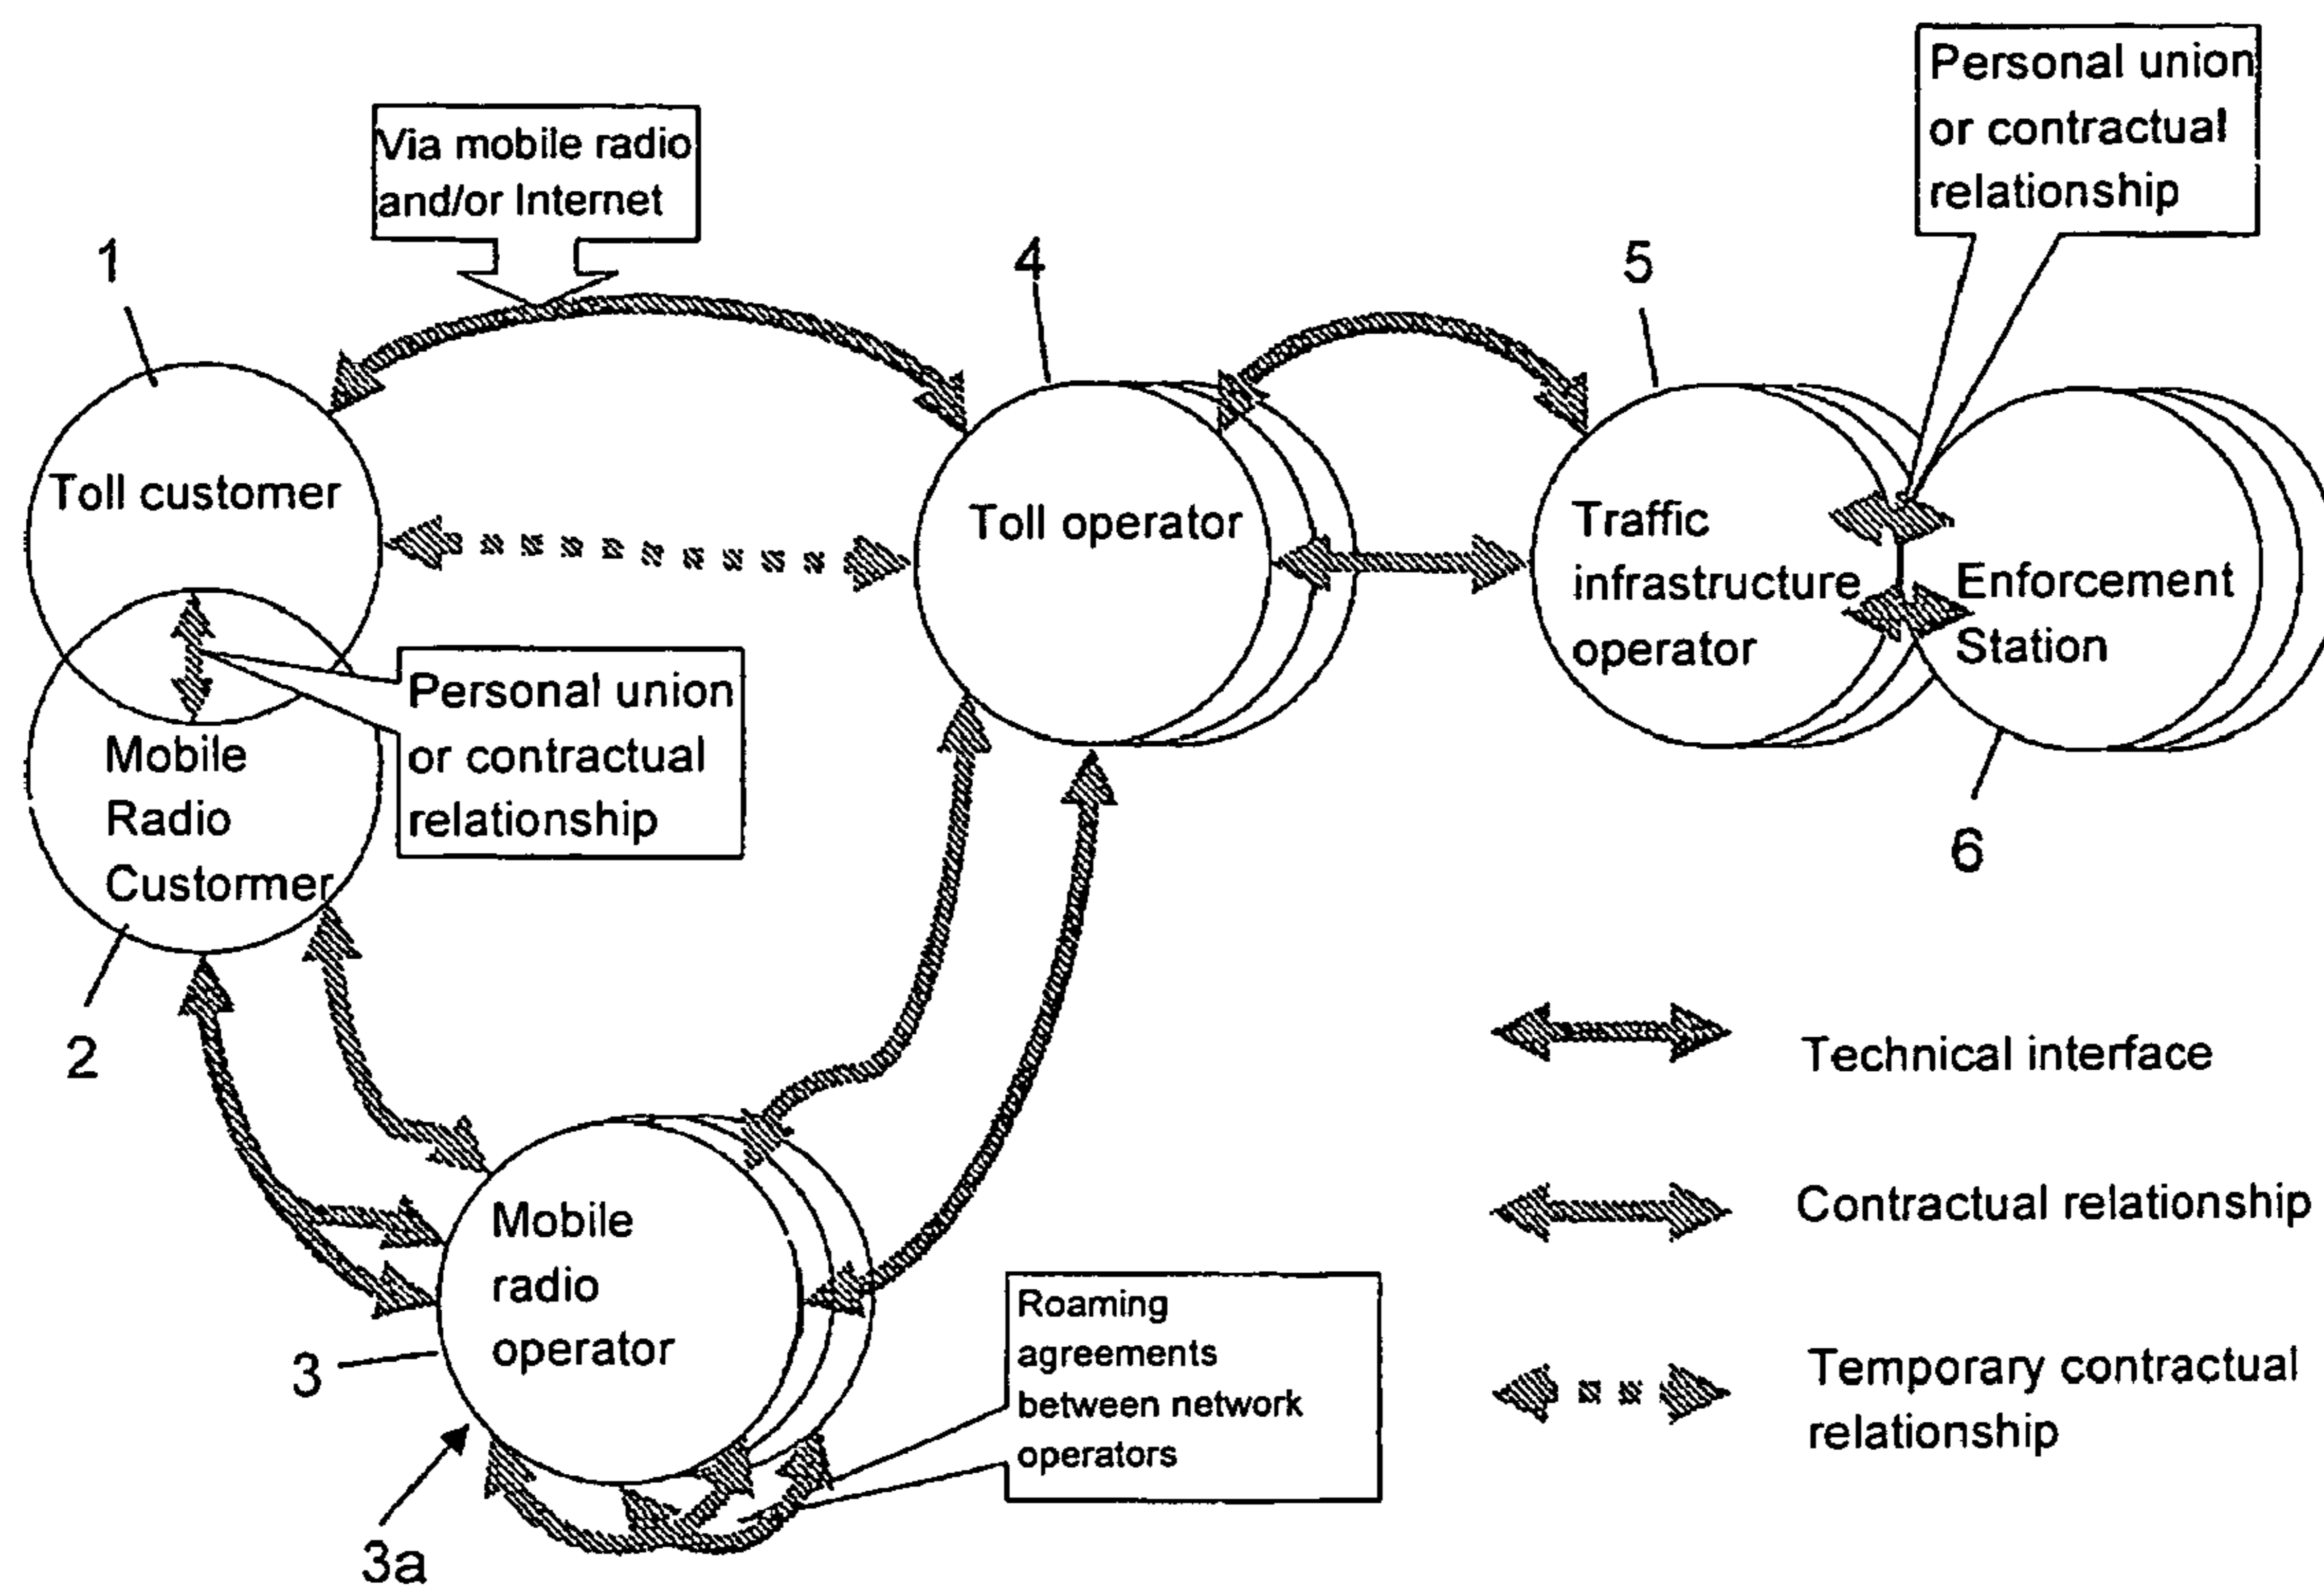 Personal union
or contractual
relationship
Via mobile radio
and/or Internet
1
4
5
Toll customer
Toll operator
Traffic
infrastructure
operator
Enforcement
Station
Personal union
or contractual
relationship
Mobile
Radio
Custormer
6
2
Technical interface
Contractual relationship
Mobile
radio
operator
3
Roaming
agreements
between network
operators
Temporary contractual
relationship
3a